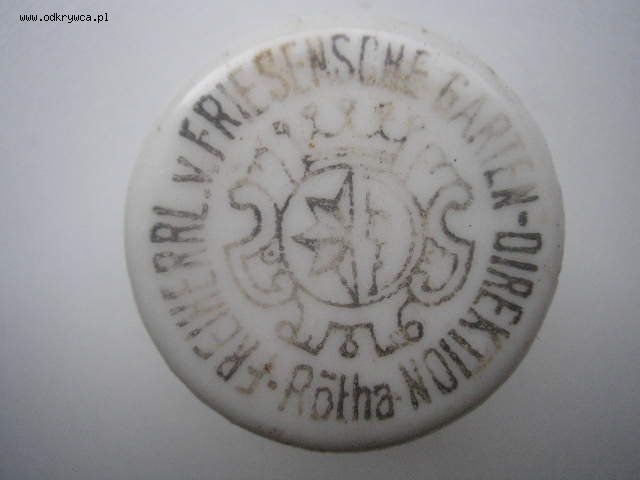 www.odkrywca.pl
FREIHERRL. v. FRIESENSCHE GARTEN-DIREKTION
Rötha